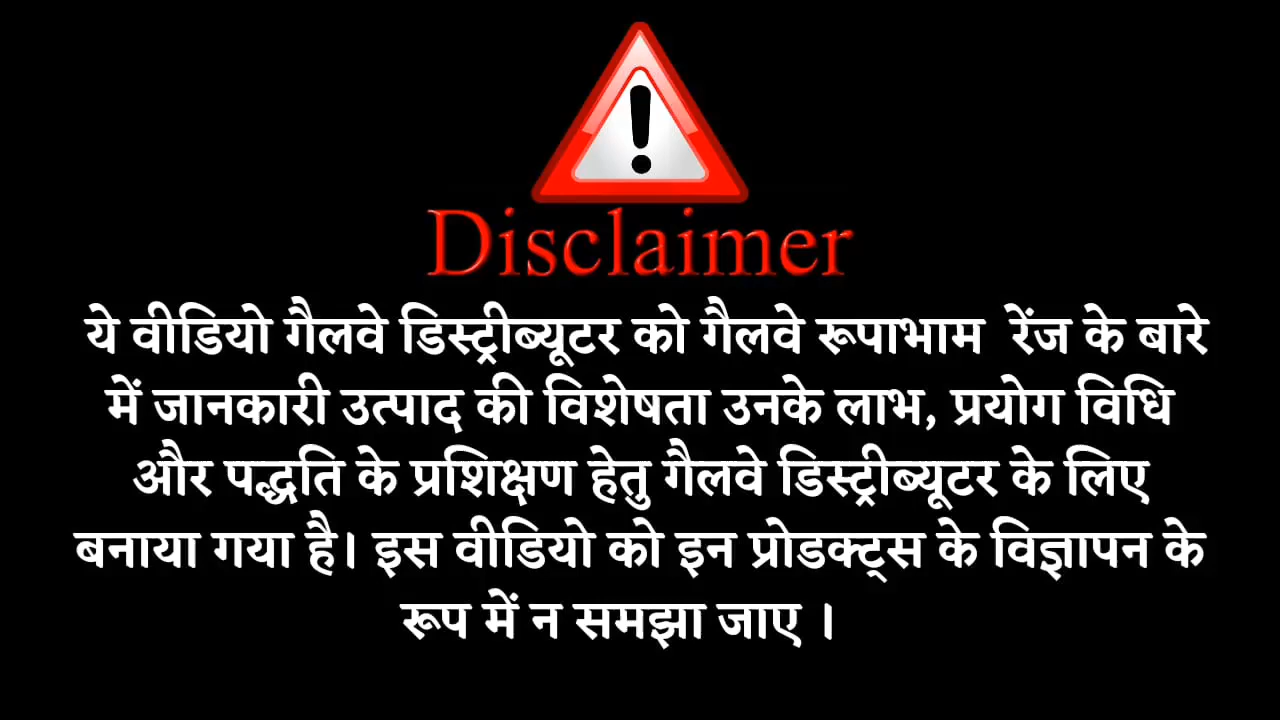 Disclaimer
ये वीडियो गैलवे डिस्ट्रीब्यूटर को गैलवे रूपाभाम रेंज के बारे
में जानकारी उत्पाद की विशेषता उनके लाभ, प्रयोग विधि
और पद्धति के प्रशिक्षण हेतु गैलवे डिस्ट्रीब्यूटर के लिए
बनाया गया है। इस वीडियो को इन प्रोडक्ट्स के विज्ञापन के
रूप में न समझा जाए ।